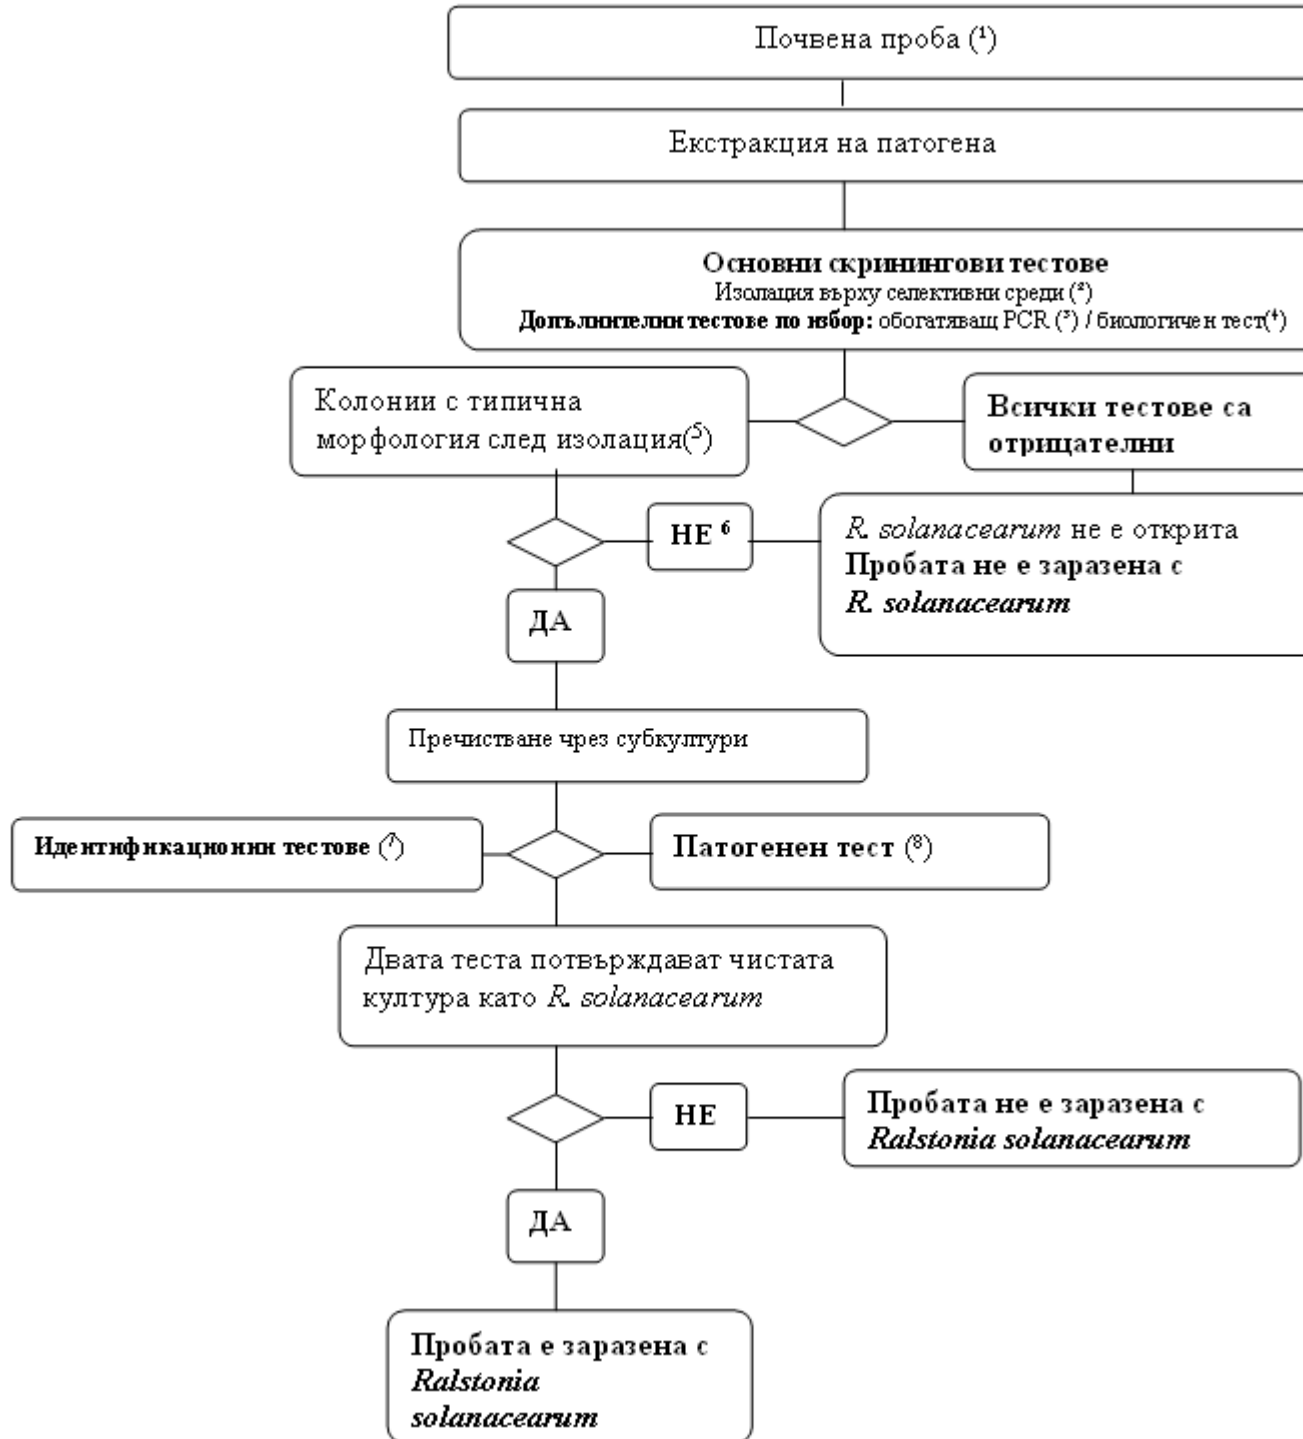 Почвена проба (¹)
Екстракция на патогена
Основни скринингови тестове
Изолация върху селективни среди (²)
Допълнителни тестове по избор: обогатяващ PCR (³) / биологичен тест(⁴)
Колонии с типична
морфология след изолация(⁵)
Всички тестове са
отрицателни
НЕ ⁶
R. solanacearum не е открита
Пробата не е заразена с
R. solanacearum
ДА
Пречистване чрез субкултури
Идентификационни тестове (⁷)
Патогенен тест (⁸)
Двата теста потвърждават чистата
култура като R. solanacearum
НЕ
Пробата не е заразена с
Ralstonia solanacearum
ДА
Пробата е заразена с
Ralstonia
solanacearum